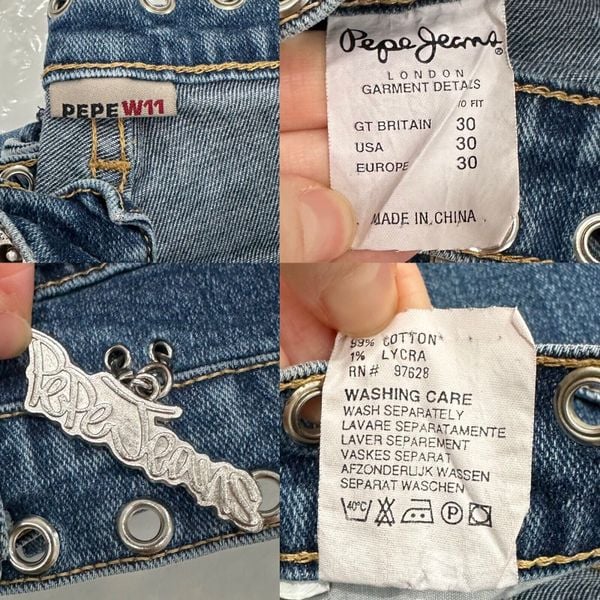 PEPE W11
Pepe Jeans
LONDON
GARMENT DETAILS
TO FIT
GT BRITAIN 30
USA 30
EUROPE 30
MADE IN CHINA
Pepe Jeans
99% COTTON*
1% LYCRA
RN# 97628
WASHING CARE
WASH SEPARATELY
LAVARE SEPARATAMENTE
LAVER SEPAREMENT
VASKES SEPARAT
AFZONDERLIJK WASSEN
SEPARAT WASCHEN
40°C P